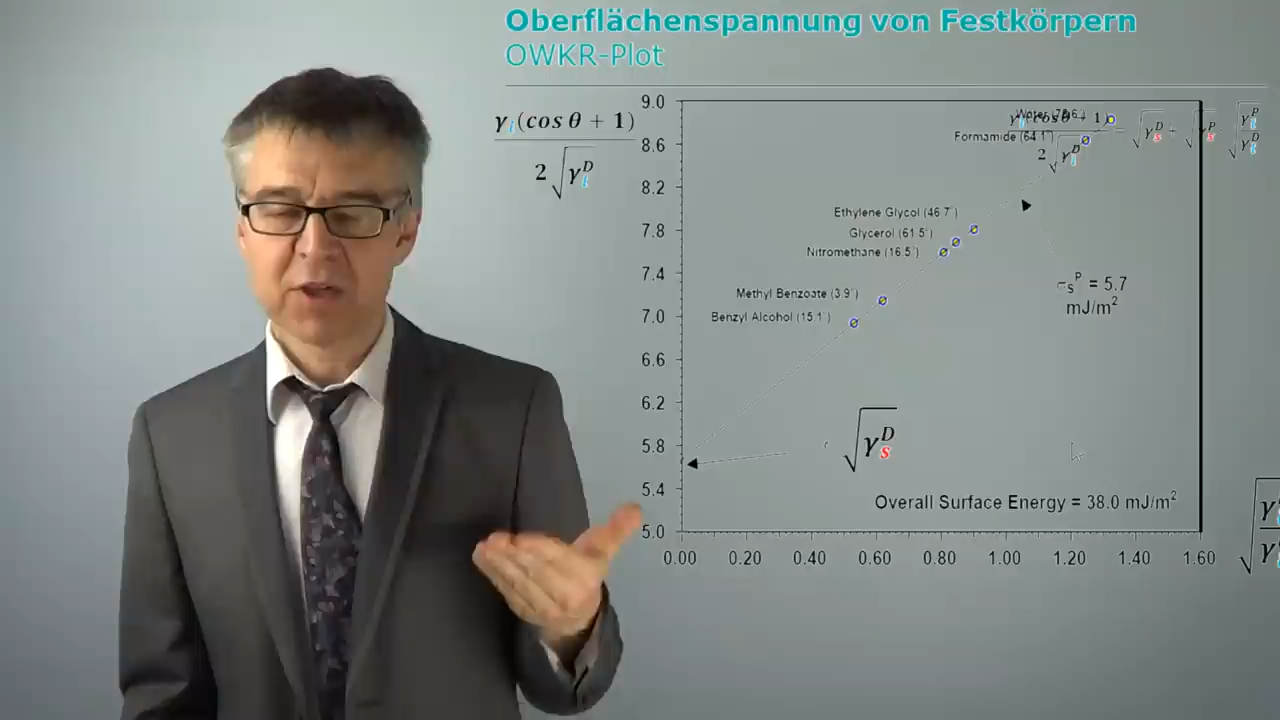 Oberflächenspannung von Festkörpern
OWKR-Plot
γl(cos θ + 1)
2√γlD
9.0
8.6
8.2
7.8
7.4
7.0
6.6
6.2
5.8
5.4
5.0
Formamide (64.1°)
Ethylene Glycol (46.7°)
Glycerol (61.5°)
Nitromethane (16.5°)
Methyl Benzoate (3.9°)
Benzyl Alcohol (15.1°)
2√γlD
√γsD
= 5.7
mJ/m²
Overall Surface Energy = 38.0 mJ/m²
0.00 0.20 0.40 0.60 0.80 1.00 1.20 1.40 1.60